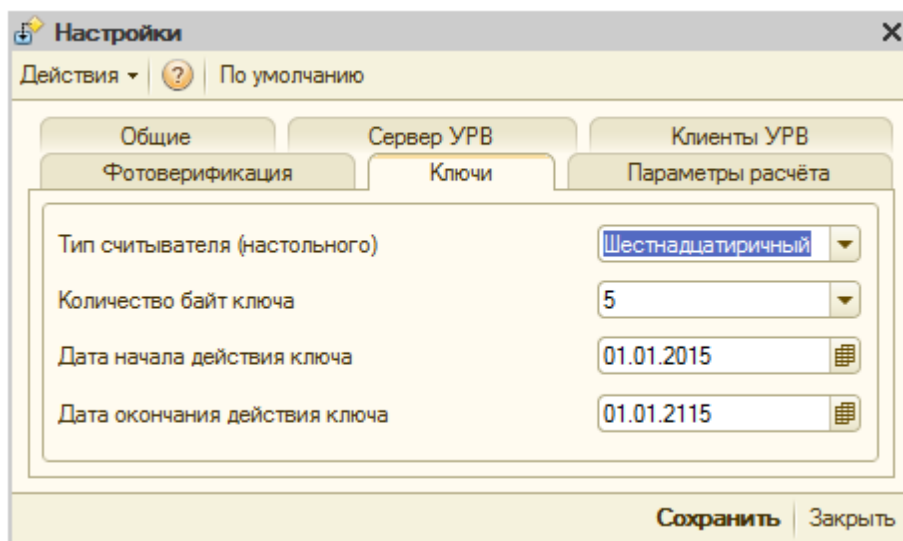 Настройки
Действия ? По умолчанию
Общие Сервер УРВ Клиенты УРВ
Фотоверификация Ключи Параметры расчёта
Тип считывателя (настольного) Шестнадцатиричный
Количество байт ключа 5
Дата начала действия ключа 01.01.2015
Дата окончания действия ключа 01.01.2115
Сохранить Закрыть